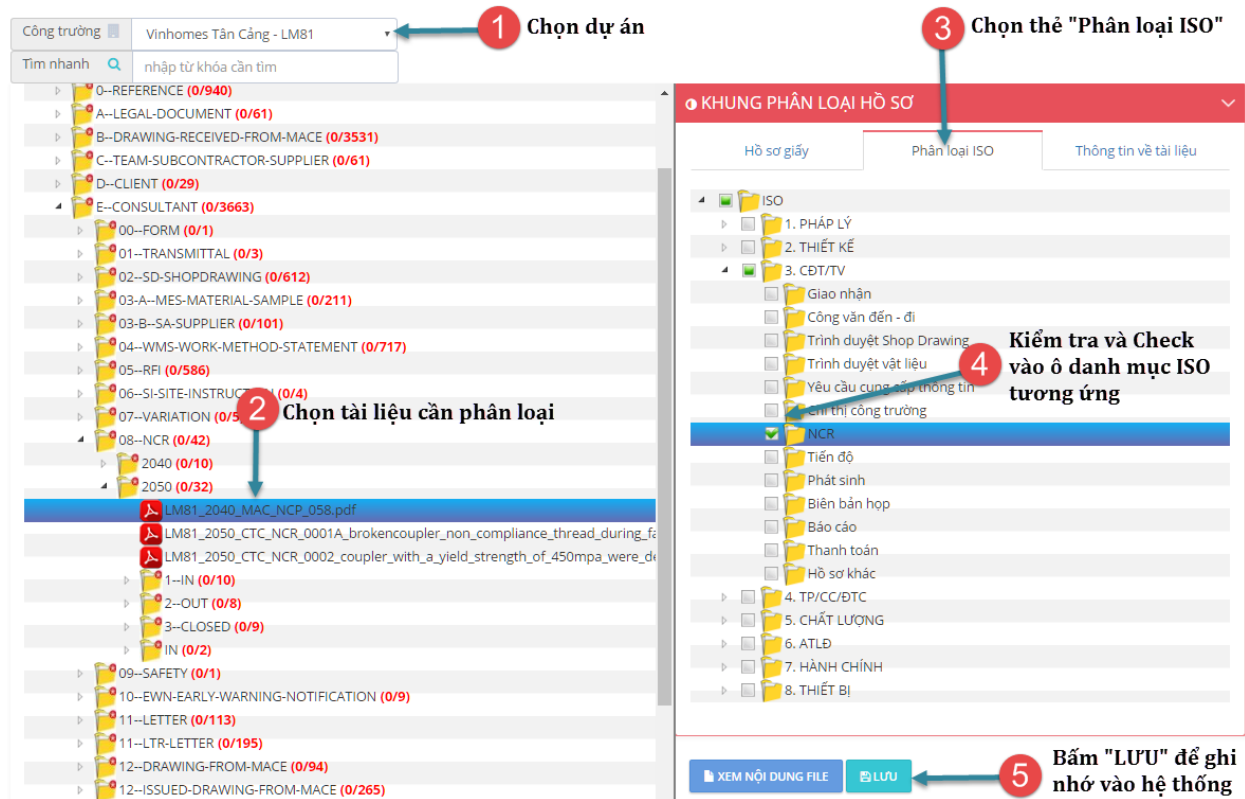 Công trường
Vinhomes Tân Cảng - LM81
1
Chọn dự án
Tìm nhanh
nhập từ khóa cần tìm
0--REFERENCE (0/940)
A--LEGAL-DOCUMENT (0/61)
B--DRAWING-RECEIVED-FROM-MACE (0/3531)
C--TEAM-SUBCONTRACTOR-SUPPLIER (0/61)
D--CLIENT (0/29)
E--CONSULTANT (0/3663)
00--FORM (0/1)
01--TRANSMITTAL (0/3)
02--SD-SHOPDRAWING (0/612)
03-A--MES-MATERIAL-SAMPLE (0/211)
03-B--SA-SUPPLIER (0/101)
04--WMS-WORK-METHOD-STATEMENT (0/717)
05--RFI (0/586)
06--SI-SITE-INSTRUC (0/4)
07--VARIATION (0/5
2
Chọn tài liệu cần phân loại
08--NCR (0/42)
2040 (0/10)
2050 (0/32)
LM81_2040_MAC_NCP_058.pdf
LM81_2050_CTC_NCR_0001A_brokencoupler_non_compliance_thread_during_fa
LM81_2050_CTC_NCR_0002_coupler_with_a_yield_strength_of_450mpa_were_de
1--IN (0/10)
2--OUT (0/8)
3--CLOSED (0/9)
IN (0/2)
09--SAFETY (0/1)
10--EWN-EARLY-WARNING-NOTIFICATION (0/9)
11--LETTER (0/113)
11--LTR-LETTER (0/195)
12--DRAWING-FROM-MACE (0/94)
12--ISSUED-DRAWING-FROM-MACE (0/265)
3
Chọn thẻ "Phân loại ISO"
KHUNG PHÂN LOẠI HỒ SƠ
Hồ sơ giấy
Phân loại ISO
Thông tin về tài liệu
ISO
1. PHÁP LÝ
2. THIẾT KẾ
3. CĐT/TV
Giao nhận
Công văn đến - đi
Trình duyệt Shop Drawing
Trình duyệt vật liệu
Yêu cầu cung cấp thông tin
Chỉ thị công trường
NCR
Tiến độ
Phát sinh
Biên bản họp
Báo cáo
Thanh toán
Hồ sơ khác
4. TP/CC/ĐTC
5. CHẤT LƯỢNG
6. ATLĐ
7. HÀNH CHÍNH
8. THIẾT BỊ
4
Kiểm tra và Check
vào ô danh mục ISO
tương ứng
XEM NỘI DUNG FILE
LƯU
5
Bấm "LƯU" để ghi
nhớ vào hệ thống